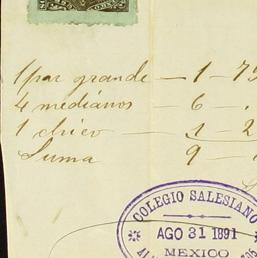 1 par grande — 1 - 75
4 medianos — 6 - .
1 chico — 1 - 2
Suma 9 -
COLEGIO SALESIANO
AGO 31 1891
MEXICO